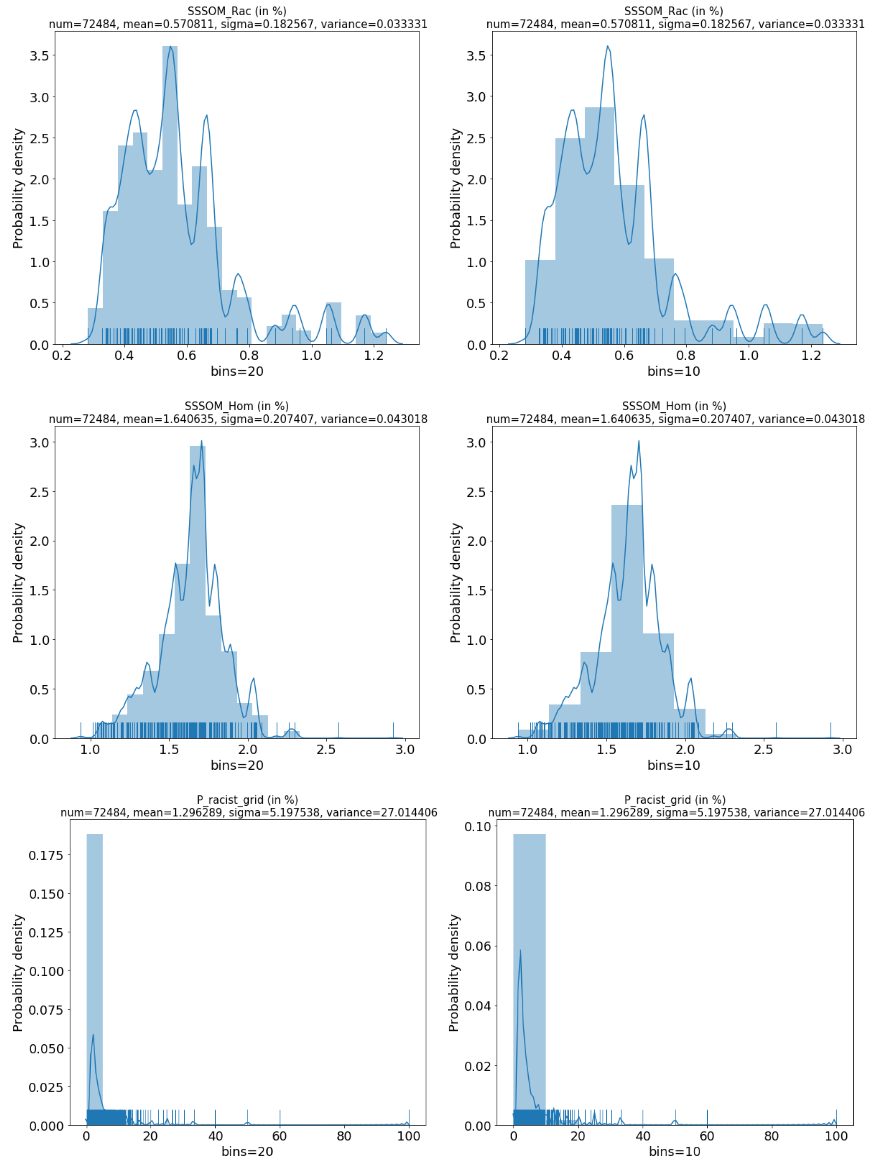 SSSOM_Rac (in %)
num=72484, mean=0.570811, sigma=0.182567, variance=0.033331
Probability density
3.5
3.0
2.5
2.0
1.5
1.0
0.5
0.0
0.2 0.4 0.6 0.8 1.0 1.2
bins=20
SSSOM_Rac (in %)
num=72484, mean=0.570811, sigma=0.182567, variance=0.033331
Probability density
3.5
3.0
2.5
2.0
1.5
1.0
0.5
0.0
0.2 0.4 0.6 0.8 1.0 1.2
bins=10
SSSOM_Hom (in %)
num=72484, mean=1.640635, sigma=0.207407, variance=0.043018
Probability density
3.0
2.5
2.0
1.5
1.0
0.5
0.0
1.0 1.5 2.0 2.5 3.0
bins=20
SSSOM_Hom (in %)
num=72484, mean=1.640635, sigma=0.207407, variance=0.043018
Probability density
3.0
2.5
2.0
1.5
1.0
0.5
0.0
1.0 1.5 2.0 2.5 3.0
bins=10
P_racist_grid (in %)
num=72484, mean=1.296289, sigma=5.197538, variance=27.014406
Probability density
0.175
0.150
0.125
0.100
0.075
0.050
0.025
0.000
0 20 40 60 80 100
bins=20
P_racist_grid (in %)
num=72484, mean=1.296289, sigma=5.197538, variance=27.014406
Probability density
0.10
0.08
0.06
0.04
0.02
0.00
0 20 40 60 80 100
bins=10